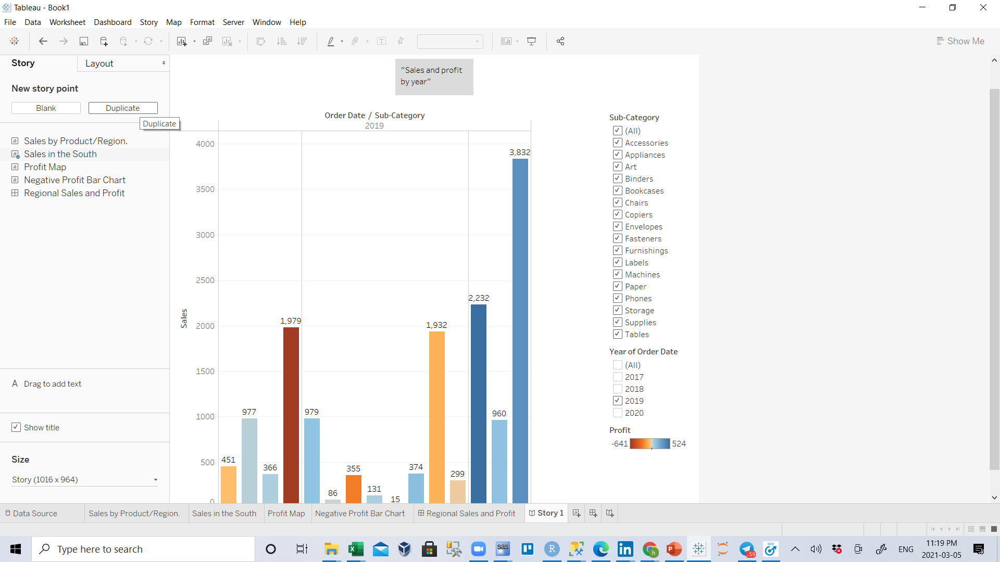 Tableau - Book1
File Data Worksheet Dashboard Story Map Format Server Window Help
Show Me
Story Layout
New story point
Blank Duplicate
Duplicate
Sales by Product/Region.
Sales in the South
Profit Map
Negative Profit Bar Chart
Regional Sales and Profit
A Drag to add text
Show title
Size
Story (1016 x 964)
"Sales and profit
by year"
Order Date / Sub-Category
2019
Sales
4000
3500
3000
2500
2000
1500
1000
500
0
451
977
366
1,979
979
86
355
131
15
374
1,932
299
2,232
960
3,832
Sub-Category
(All)
Accessories
Appliances
Art
Binders
Bookcases
Chairs
Copiers
Envelopes
Fasteners
Furnishings
Labels
Machines
Paper
Phones
Storage
Supplies
Tables
Year of Order Date
(All)
2017
2018
2019
2020
Profit
-641 524
Data Source Sales by Product/Region. Sales in the South Profit Map Negative Profit Bar Chart Regional Sales and Profit Story 1
Type here to search
sas
R
h
P
.59
SAS
ENG
11:19 PM
2021-03-05